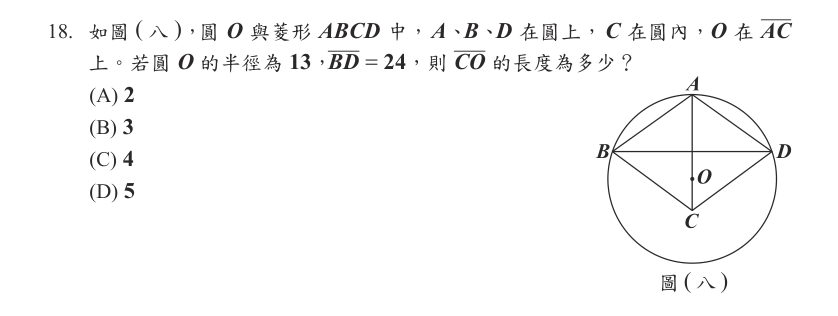 18. 如圖(八)，圓 O 與菱形 ABCD 中，A、B、D 在圓上，C 在圓內，O 在 AC
上。若圓 O 的半徑為 13，BD = 24，則 CO 的長度為多少？
(A) 2
(B) 3
(C) 4
(D) 5
A
B
D
O
C
圖(八)